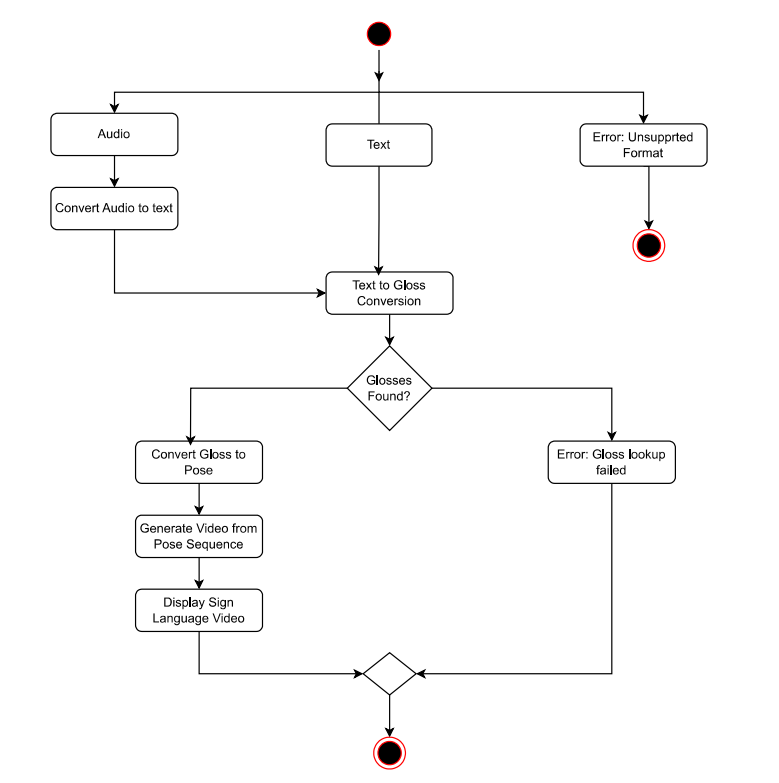 Audio
Text
Error: Unsupprted
Format
Convert Audio to text
Text to Gloss
Conversion
Glosses
Found?
Convert Gloss to
Pose
Error: Gloss lookup
failed
Generate Video from
Pose Sequence
Display Sign
Language Video